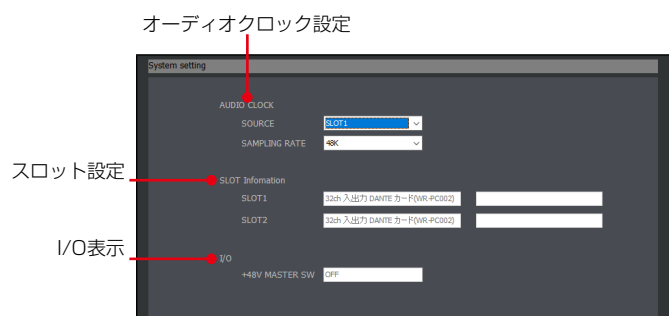 オーディオクロック設定
System setting
AUDIO CLOCK
SOURCE SLOT1
SAMPLING RATE 48K
スロット設定
SLOT Infomation
SLOT1 32ch 入出力 DANTE カード(WR-PC002)
SLOT2 32ch 入出力 DANTE カード(WR-PC002)
I/O表示
I/O
+48V MASTER SW OFF